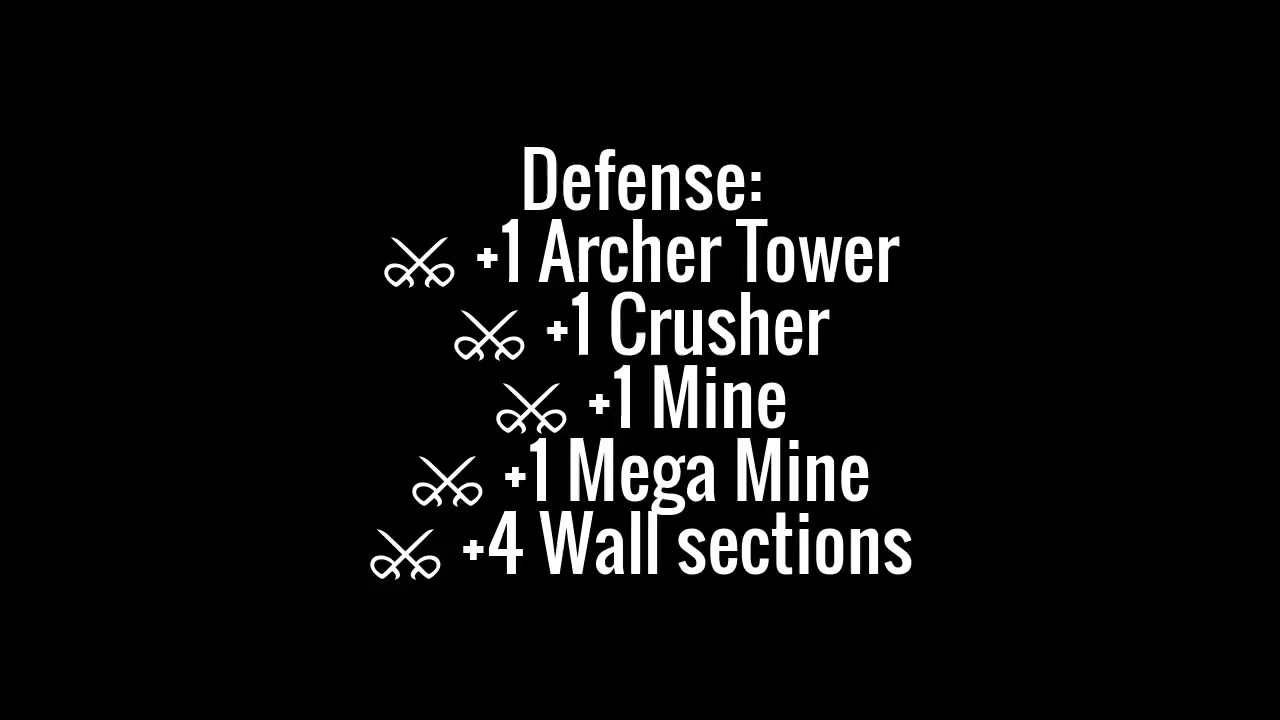 Defense:
⚔ +1 Archer Tower
⚔ +1 Crusher
⚔ +1 Mine
⚔ +1 Mega Mine
⚔ +4 Wall sections